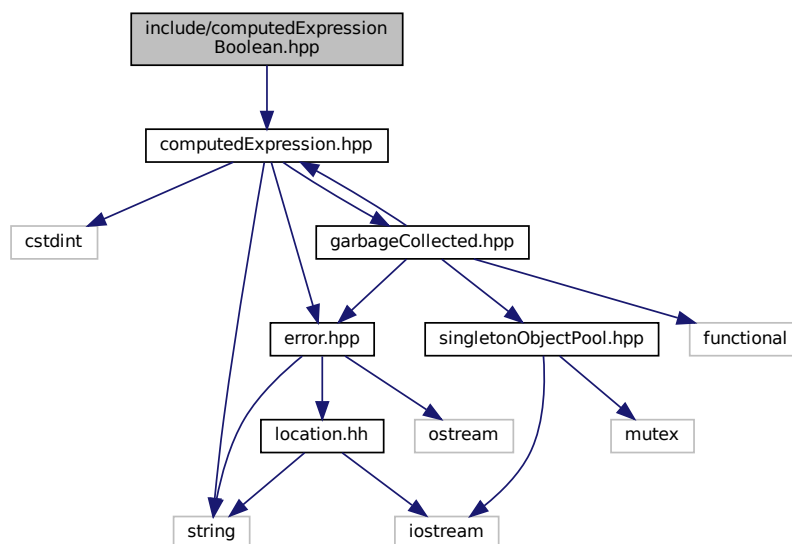 include/computedExpression
Boolean.hpp
computedExpression.hpp
cstdint
garbageCollected.hpp
error.hpp
singletonObjectPool.hpp
functional
location.hh
ostream
mutex
string
iostream